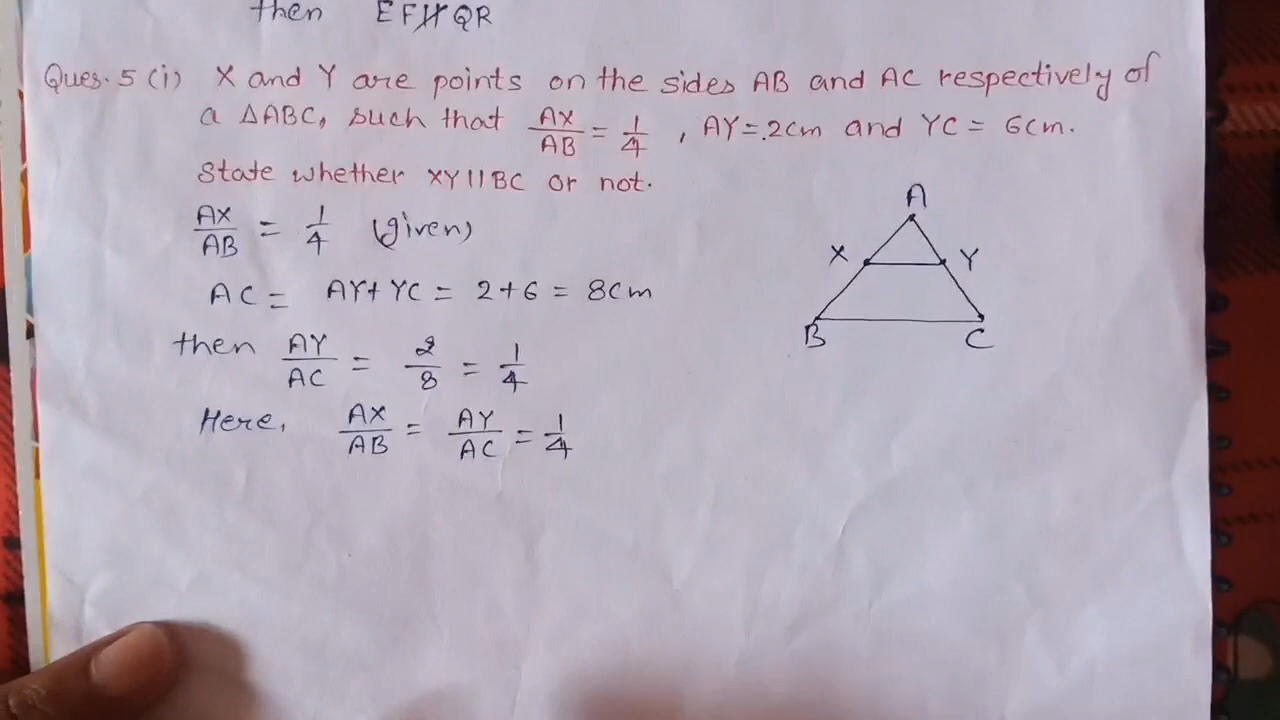 then EF∦QR
Ques. 5 (i) X and Y are points on the sides AB and AC respectively of
a ΔABC, such that AX/AB = 1/4, AY=.2cm and YC = 6cm.
State whether XY||BC or not.
AX/AB = 1/4 (given)
AC = AY+YC = 2+6 = 8cm
then AY/AC = 2/8 = 1/4
Here, AX/AB = AY/AC = 1/4
A
X Y
B C